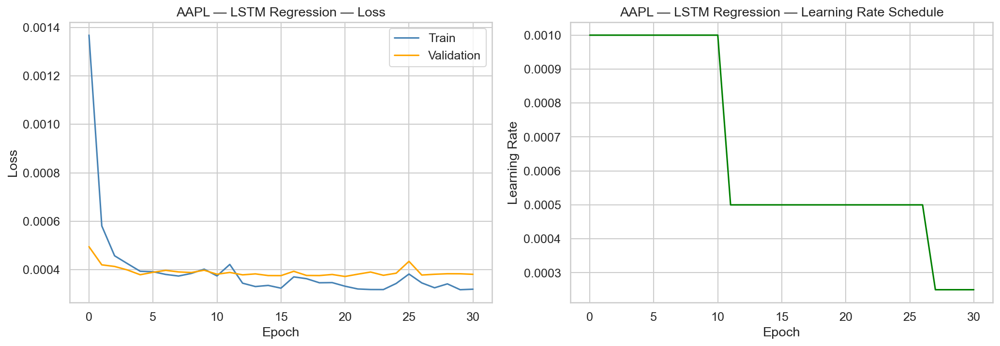 AAPL — LSTM Regression — Loss
0.0014
0.0012
0.0010
0.0008
0.0006
0.0004
Loss
0 5 10 15 20 25 30
Epoch
Train
Validation
AAPL — LSTM Regression — Learning Rate Schedule
0.0010
0.0009
0.0008
0.0007
0.0006
0.0005
0.0004
0.0003
Learning Rate
0 5 10 15 20 25 30
Epoch